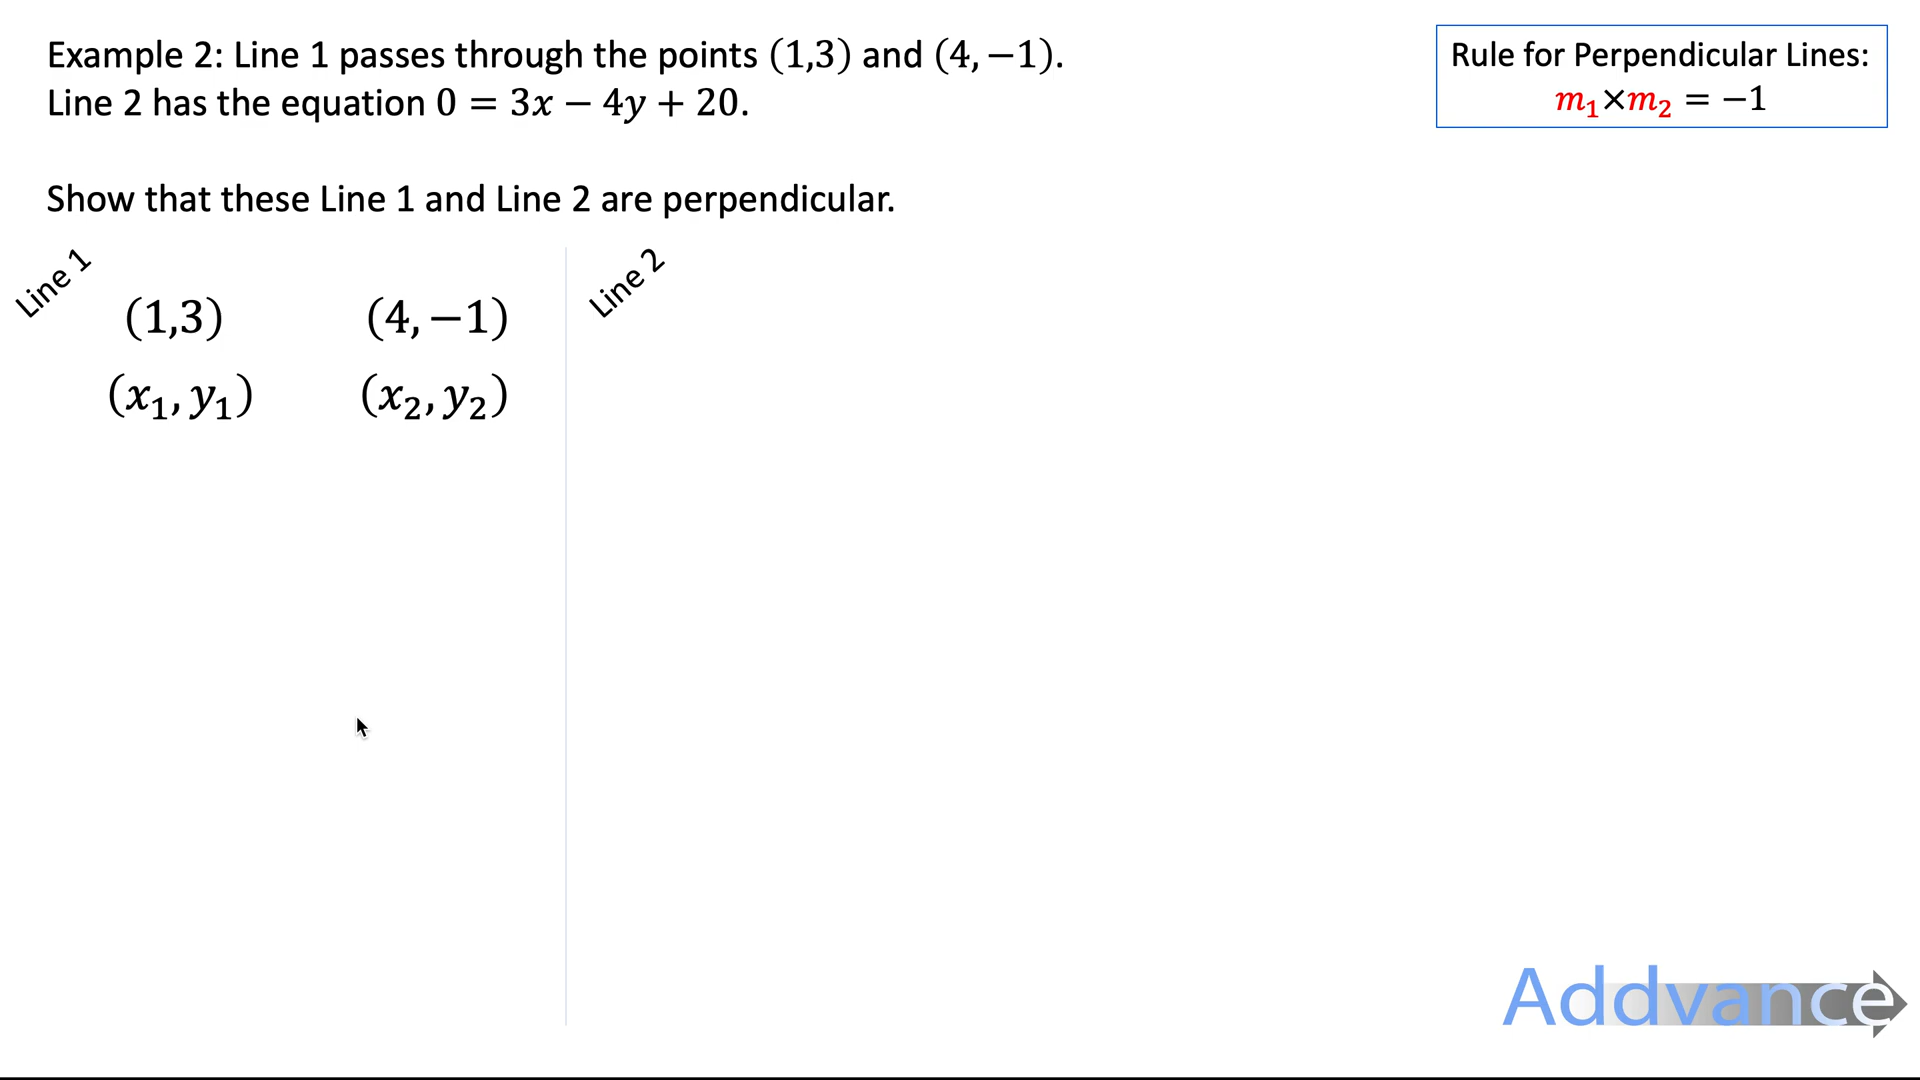 Example 2: Line 1 passes through the points (1,3) and (4, −1).
Line 2 has the equation 0 = 3x − 4y + 20.
Rule for Perpendicular Lines:
m₁×m₂ = −1
Show that these Line 1 and Line 2 are perpendicular.
Line 1
(1,3) (4, −1)
(x₁, y₁) (x₂, y₂)
Line 2
Addvance